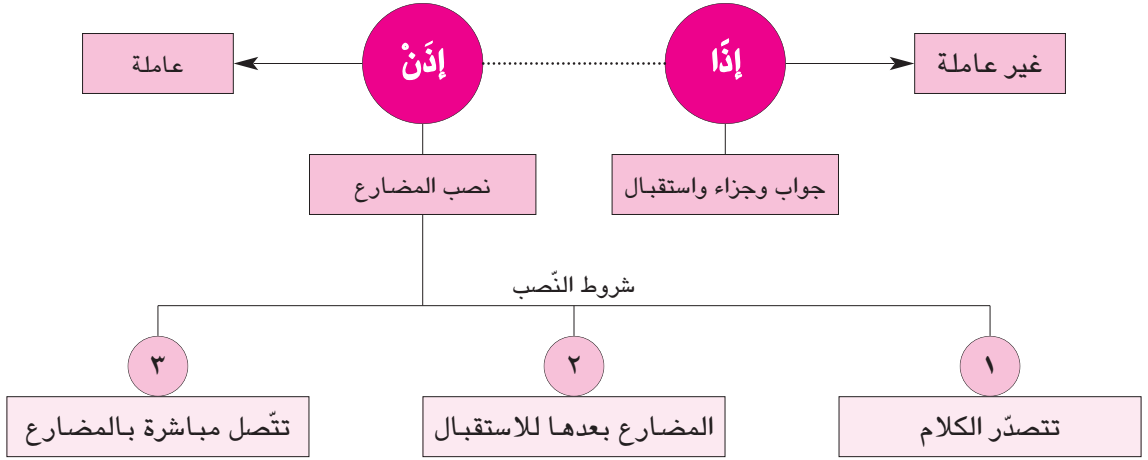 غير عاملة
إذًا
إذَنْ
عاملة
جواب وجزاء واستقبال
نصب المضارع
شروط النّصب
١
٢
٣
تتصدّر الكلام
المضارع بعدها للاستقبال
تتّصل مباشرة بالمضارع